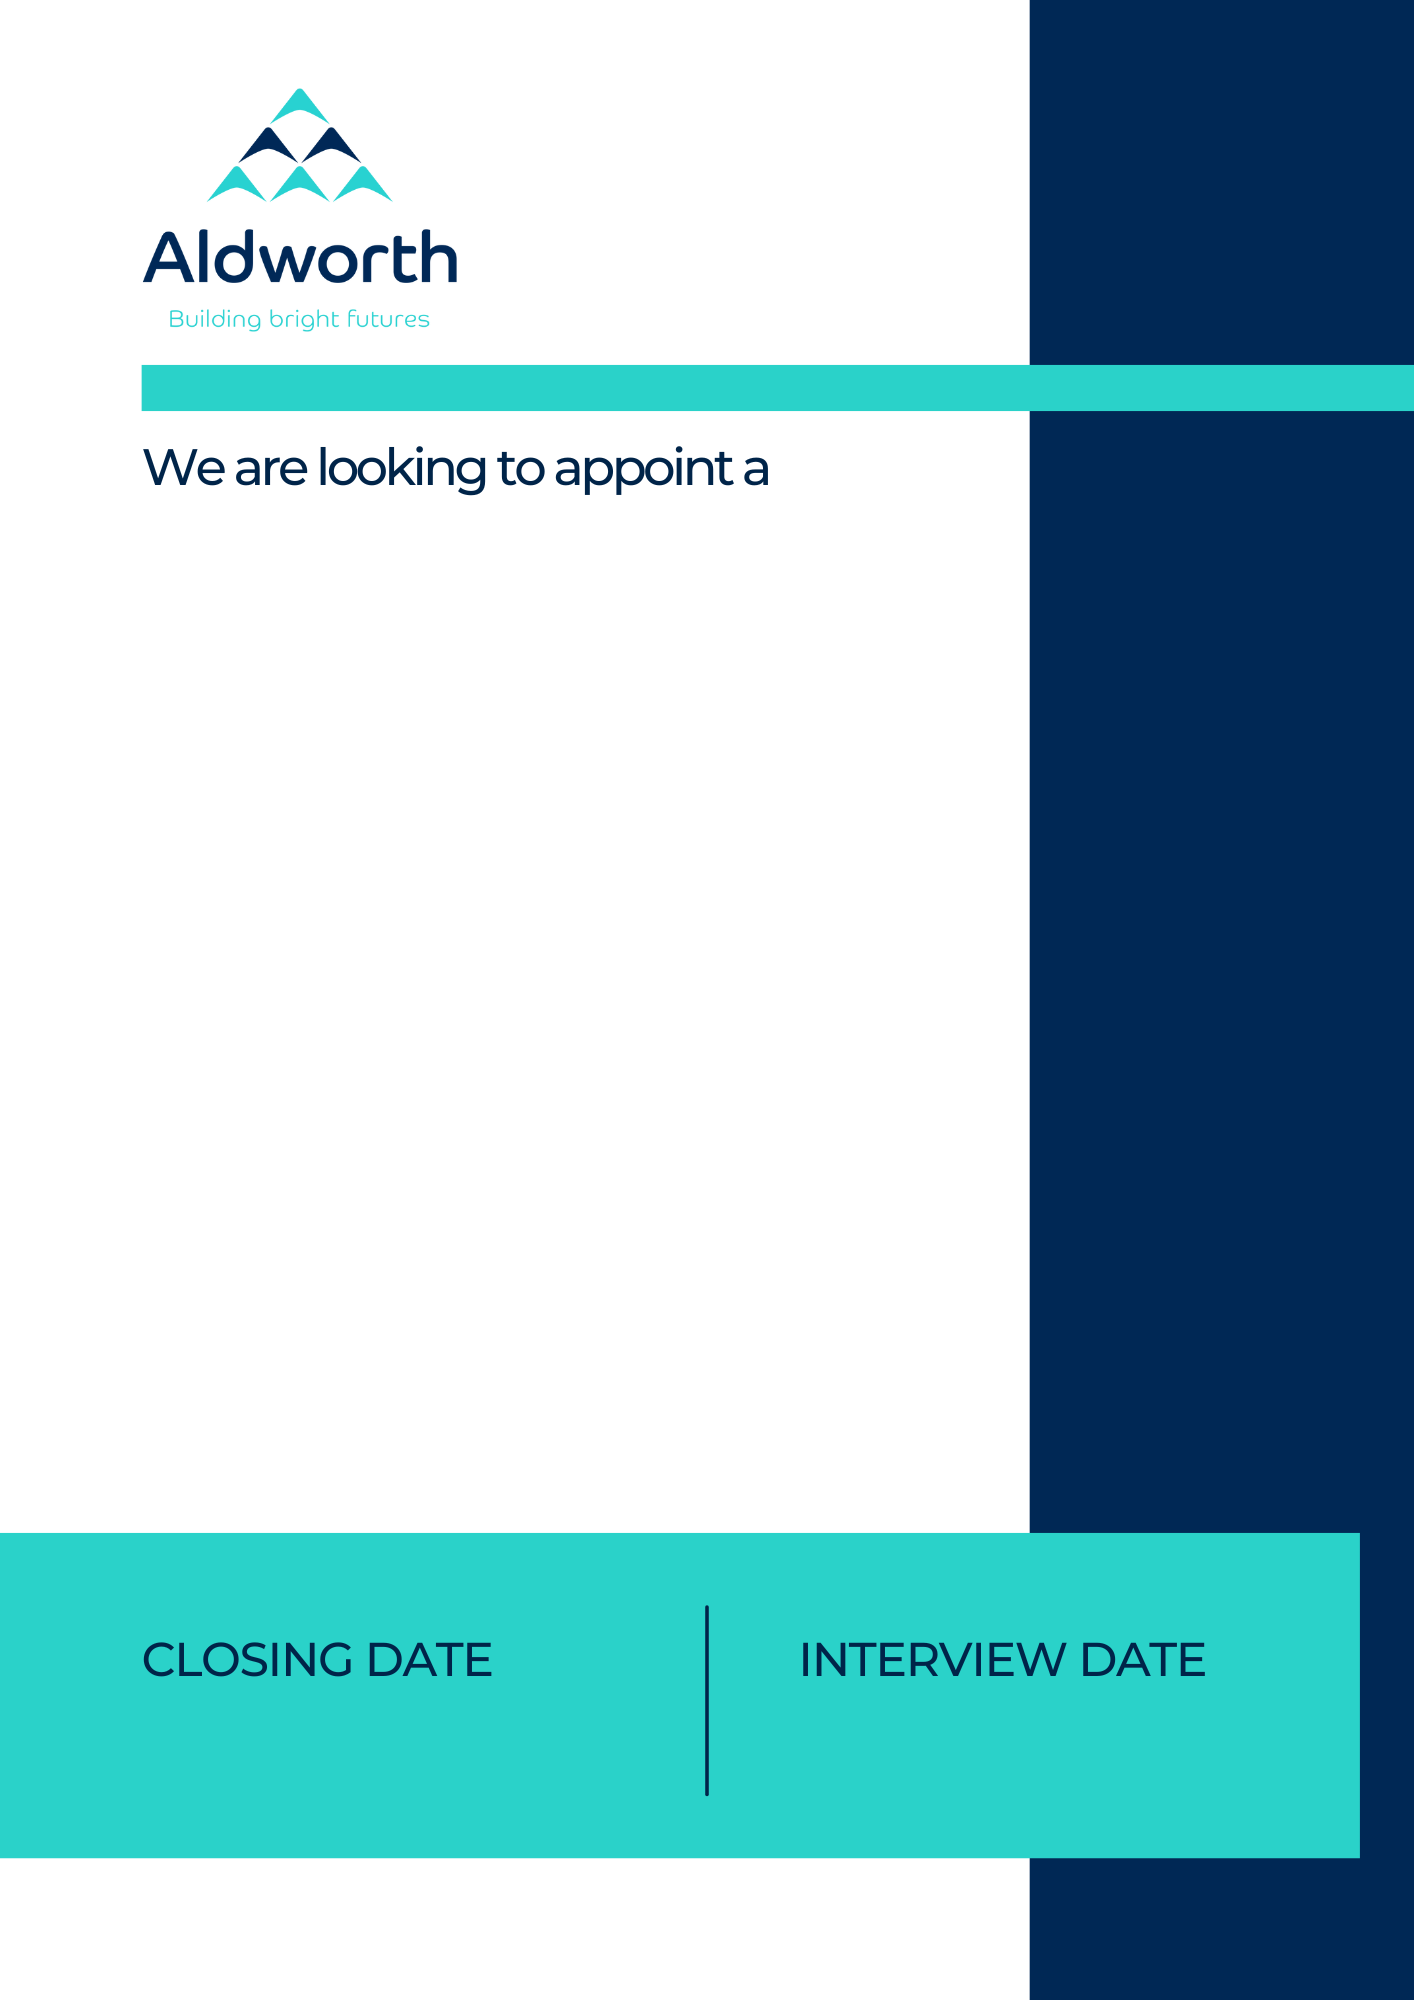 Aldworth
Building bright futures
We are looking to appoint a
CLOSING DATE
INTERVIEW DATE